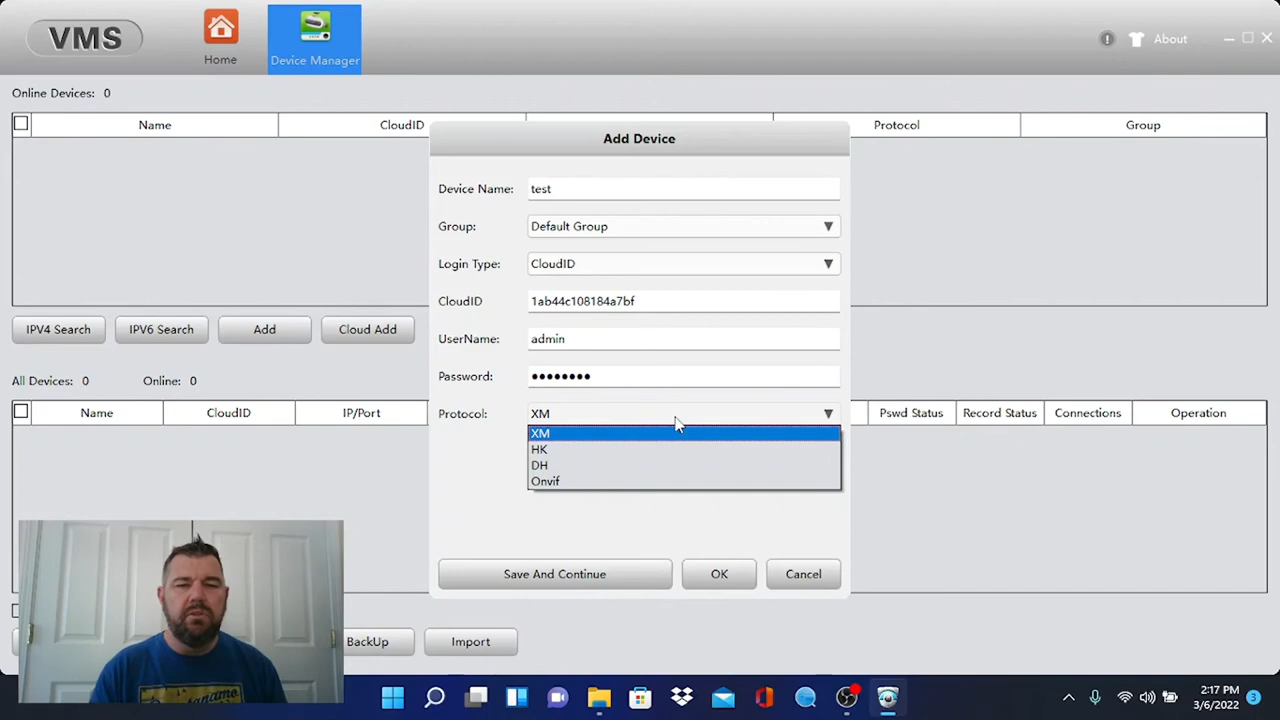 VMS
Home
Device Manager
About
Online Devices: 0
Name CloudID Protocol Group
Add Device
Device Name: test
Group: Default Group
Login Type: CloudID
CloudID 1ab44c108184a7bf
UserName: admin
Password: ••••••••
Protocol: XM
XM
HK
DH
Onvif
Save And Continue OK Cancel
IPV4 Search IPV6 Search Add Cloud Add
All Devices: 0 Online: 0
Name CloudID IP/Port Pswd Status Record Status Connections Operation
BackUp Import
2:17 PM
3/6/2022
3